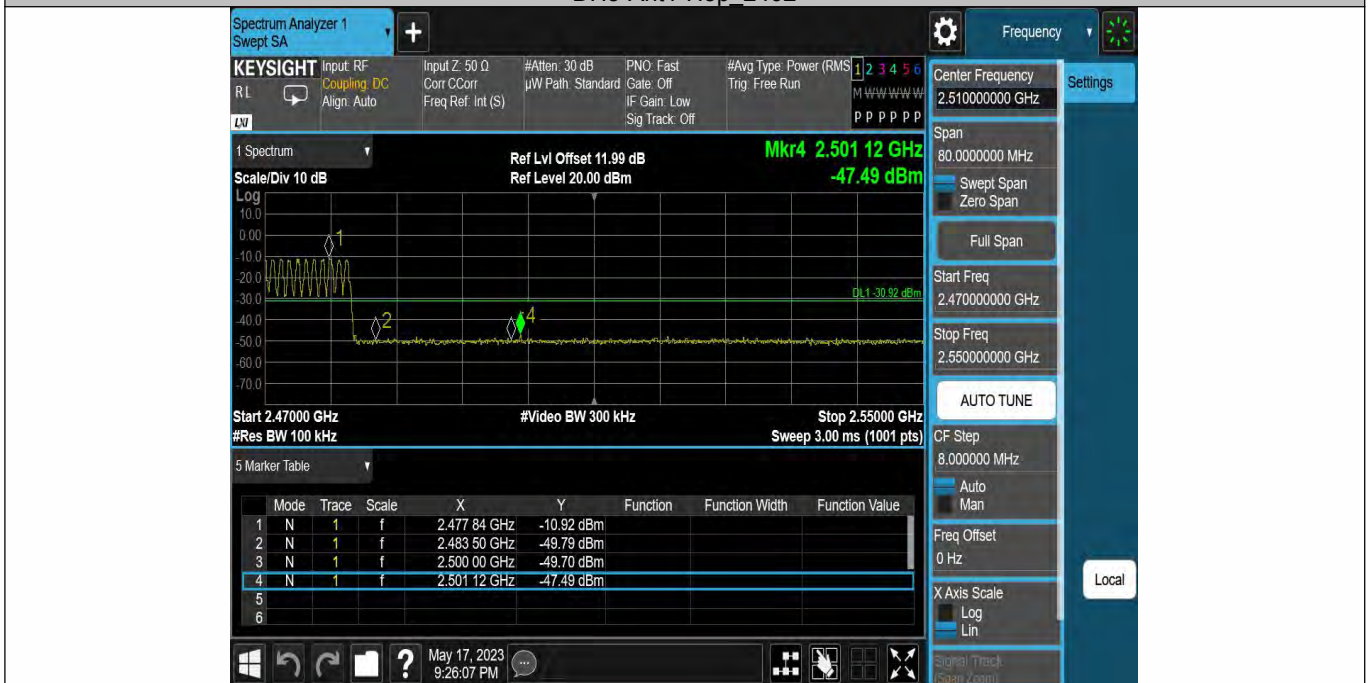 Spectrum Analyzer 1
Swept SA
+
Frequency
KEYSIGHT
RL
LXI
Input: RF
Coupling: DC
Align: Auto
Input Z: 50 Ω
Corr CCorr
Freq Ref: Int (S)
#Atten: 30 dB
µW Path: Standard
PNO: Fast
Gate: Off
IF Gain: Low
Sig Track: Off
#Avg Type: Power (RMS
Trig: Free Run
1 2 3 4 5 6
M W W W W W
P P P P P P
1 Spectrum
Scale/Div 10 dB
Ref Lvl Offset 11.99 dB
Ref Level 20.00 dBm
Mkr4 2.501 12 GHz
-47.49 dBm
Log
10.0
0.00
-10.0
-20.0
-30.0
-40.0
-50.0
-60.0
-70.0
1
2
4
DL1 -30.92 dBm
Start 2.47000 GHz
#Video BW 300 kHz
Stop 2.55000 GHz
#Res BW 100 kHz
Sweep 3.00 ms (1001 pts)
5 Marker Table
Mode Trace Scale X Y Function Function Width Function Value
1 N 1 f 2.477 84 GHz -10.92 dBm
2 N 1 f 2.483 50 GHz -49.79 dBm
3 N 1 f 2.500 00 GHz -49.70 dBm
4 N 1 f 2.501 12 GHz -47.49 dBm
5
6
?
May 17, 2023
9:26:07 PM
Center Frequency
2.510000000 GHz
Settings
Span
80.0000000 MHz
Swept Span
Zero Span
Full Span
Start Freq
2.470000000 GHz
Stop Freq
2.550000000 GHz
AUTO TUNE
CF Step
8.000000 MHz
Auto
Man
Freq Offset
0 Hz
X Axis Scale
Log
Lin
Local
Signal Track
(Span Zoom)